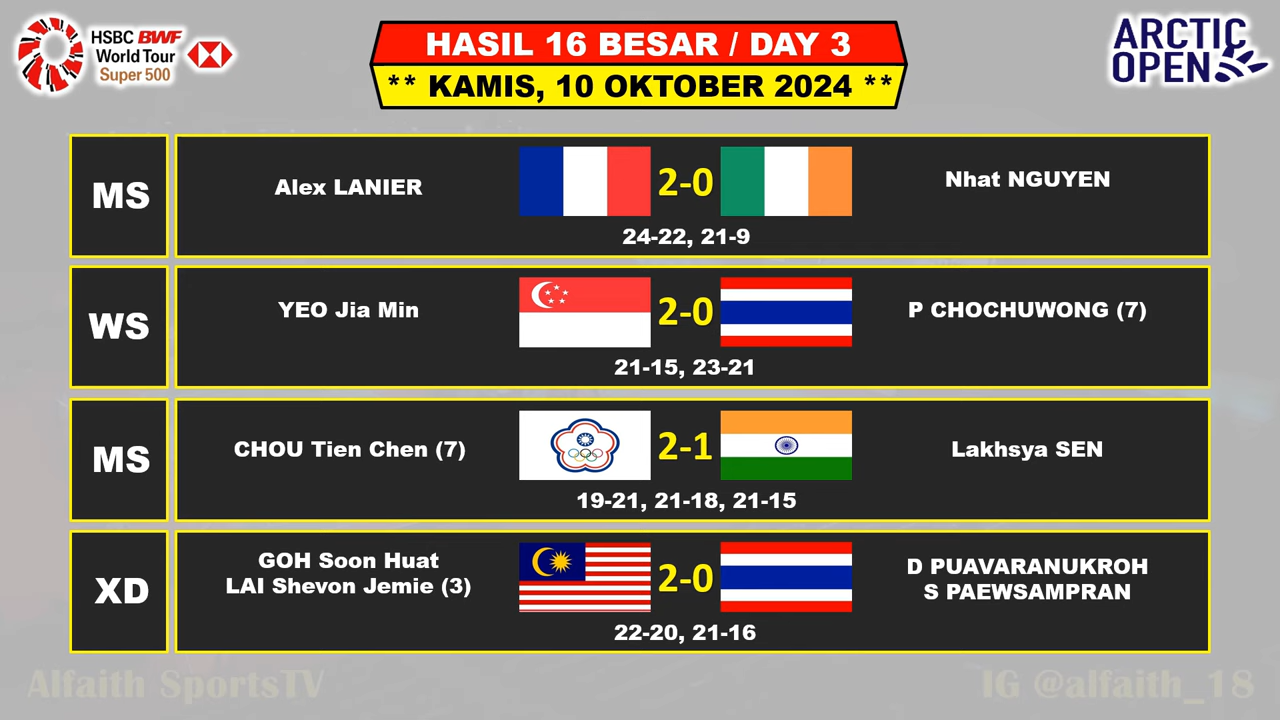 HSBC BWF
World Tour
Super 500
HASIL 16 BESAR / DAY 3
** KAMIS, 10 OKTOBER 2024 **
ARCTIC
OPEN
MS
Alex LANIER
2-0
Nhat NGUYEN
24-22, 21-9
WS
YEO Jia Min
2-0
P CHOCHUWONG (7)
21-15, 23-21
MS
CHOU Tien Chen (7)
2-1
Lakhsya SEN
19-21, 21-18, 21-15
XD
GOH Soon Huat
LAI Shevon Jemie (3)
2-0
D PUAVARANUKROH
S PAEWSAMPRAN
22-20, 21-16
Alfaith SportsTV
IG @alfaith_18